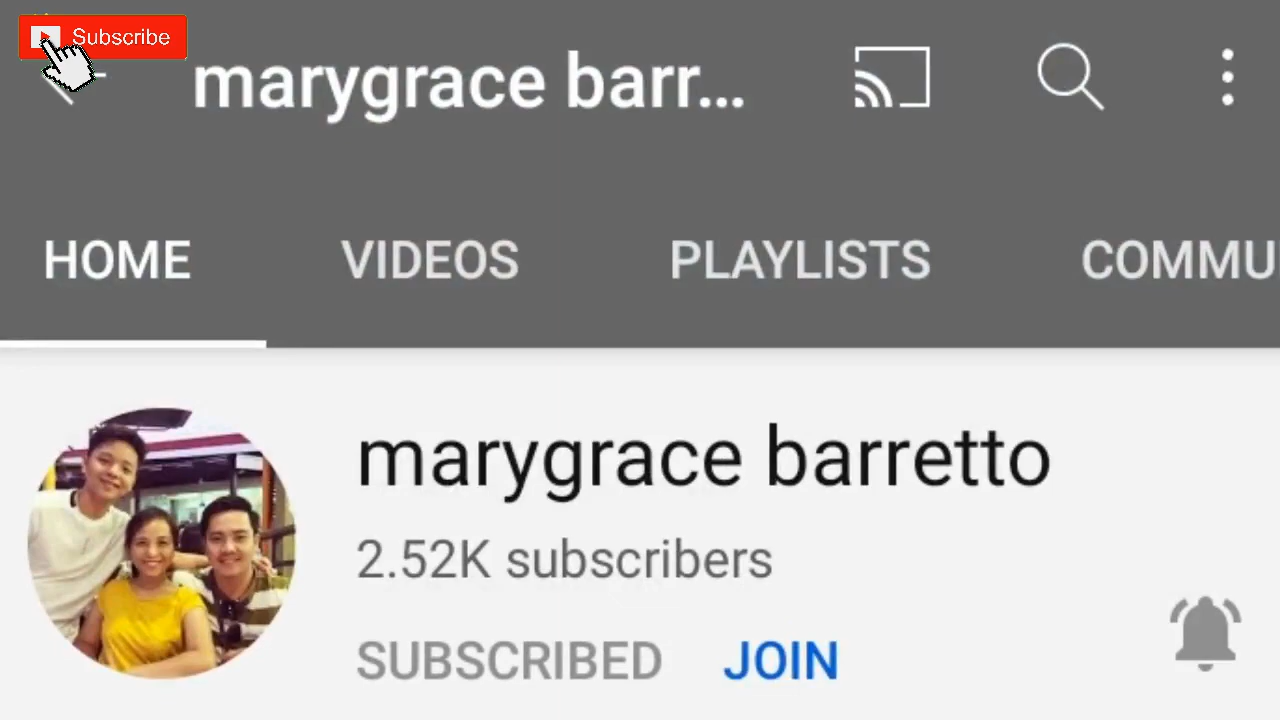 Subscribe
marygrace barr...
HOME VIDEOS PLAYLISTS COMMU
marygrace barretto
2.52K subscribers
SUBSCRIBED JOIN